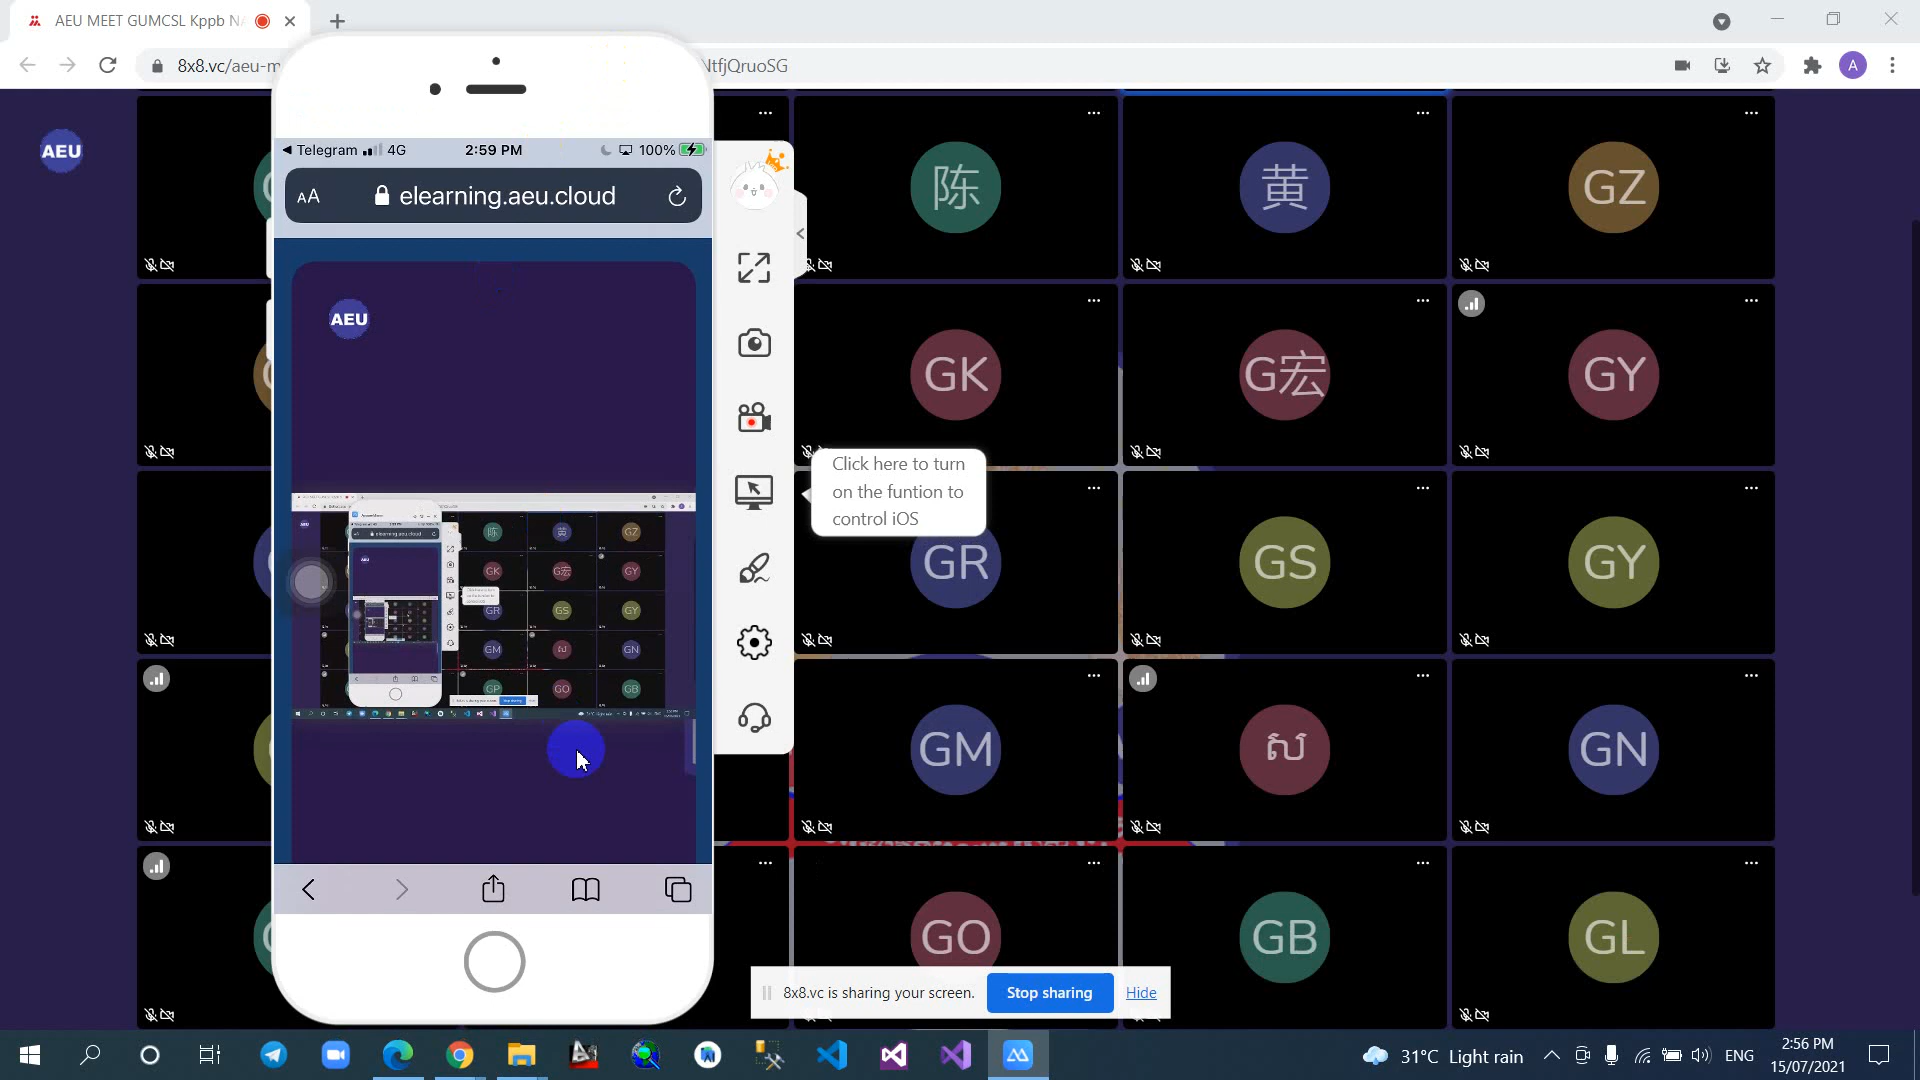 AEU MEET GUMCSL Kppb N
8x8.vc/aeu-m
NtfjQruoSG
A
AEU
Telegram
4G
2:59 PM
100%
AA
elearning.aeu.cloud
AEU
陈
黄
GZ
GK
G宏
GY
Click here to turn
on the funtion to
control iOS
GR
GS
GY
GM
ស
GN
GO
GB
GL
8x8.vc is sharing your screen.
Stop sharing
Hide
31°C Light rain
ENG
2:56 PM
15/07/2021